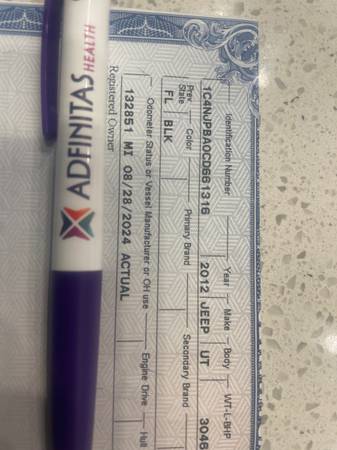 Identification Number Year Make Body WT-L-BHP
1C4NJPBA0CD661316 2012 JEEP UT 3046
Prev State Color Primary Brand Secondary Brand
FL BLK
Odometer Status or Vessel Manufacturer or OH use Engine Drive Hull
132851 MI 08/28/2024 ACTUAL
Registered Owner
ADFINITAS HEALTH